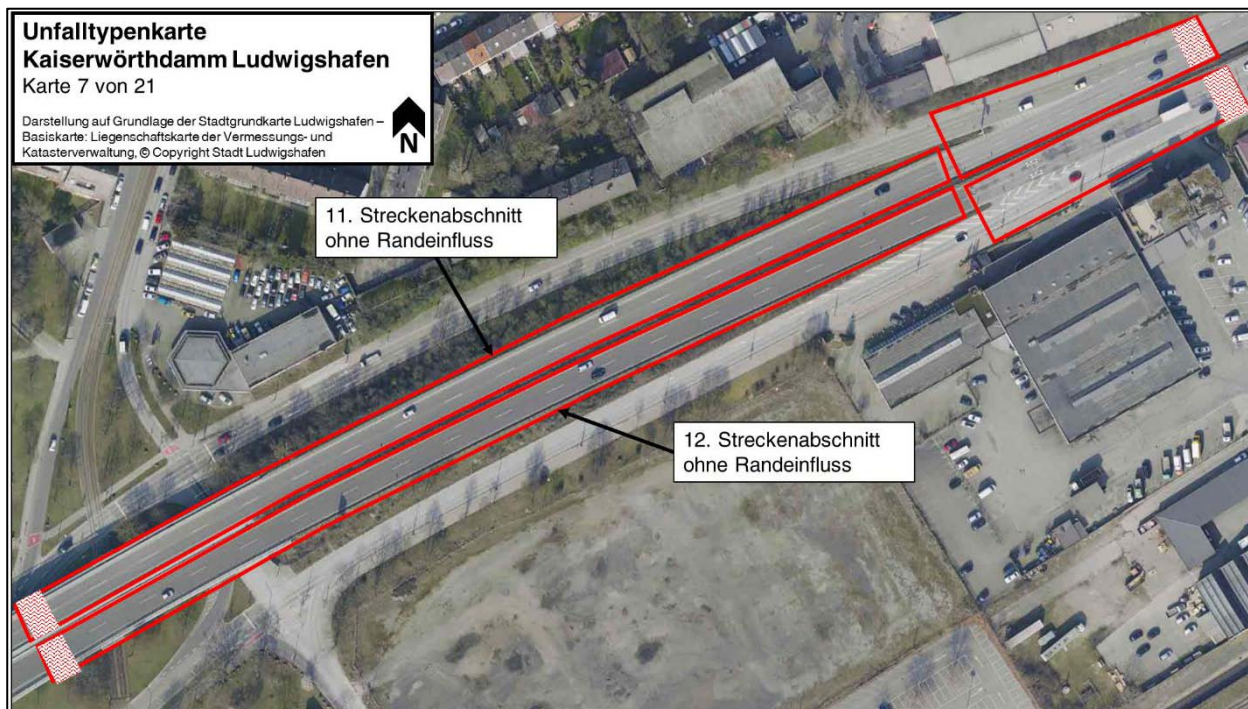 Unfalltypenkarte
Kaiserwörthdamm Ludwigshafen
Karte 7 von 21
Darstellung auf Grundlage der Stadtgrundkarte Ludwigshafen –
Basiskarte: Liegenschaftskarte der Vermessungs- und
Katasterverwaltung, © Copyright Stadt Ludwigshafen
N
11. Streckenabschnitt
ohne Randeinfluss
12. Streckenabschnitt
ohne Randeinfluss